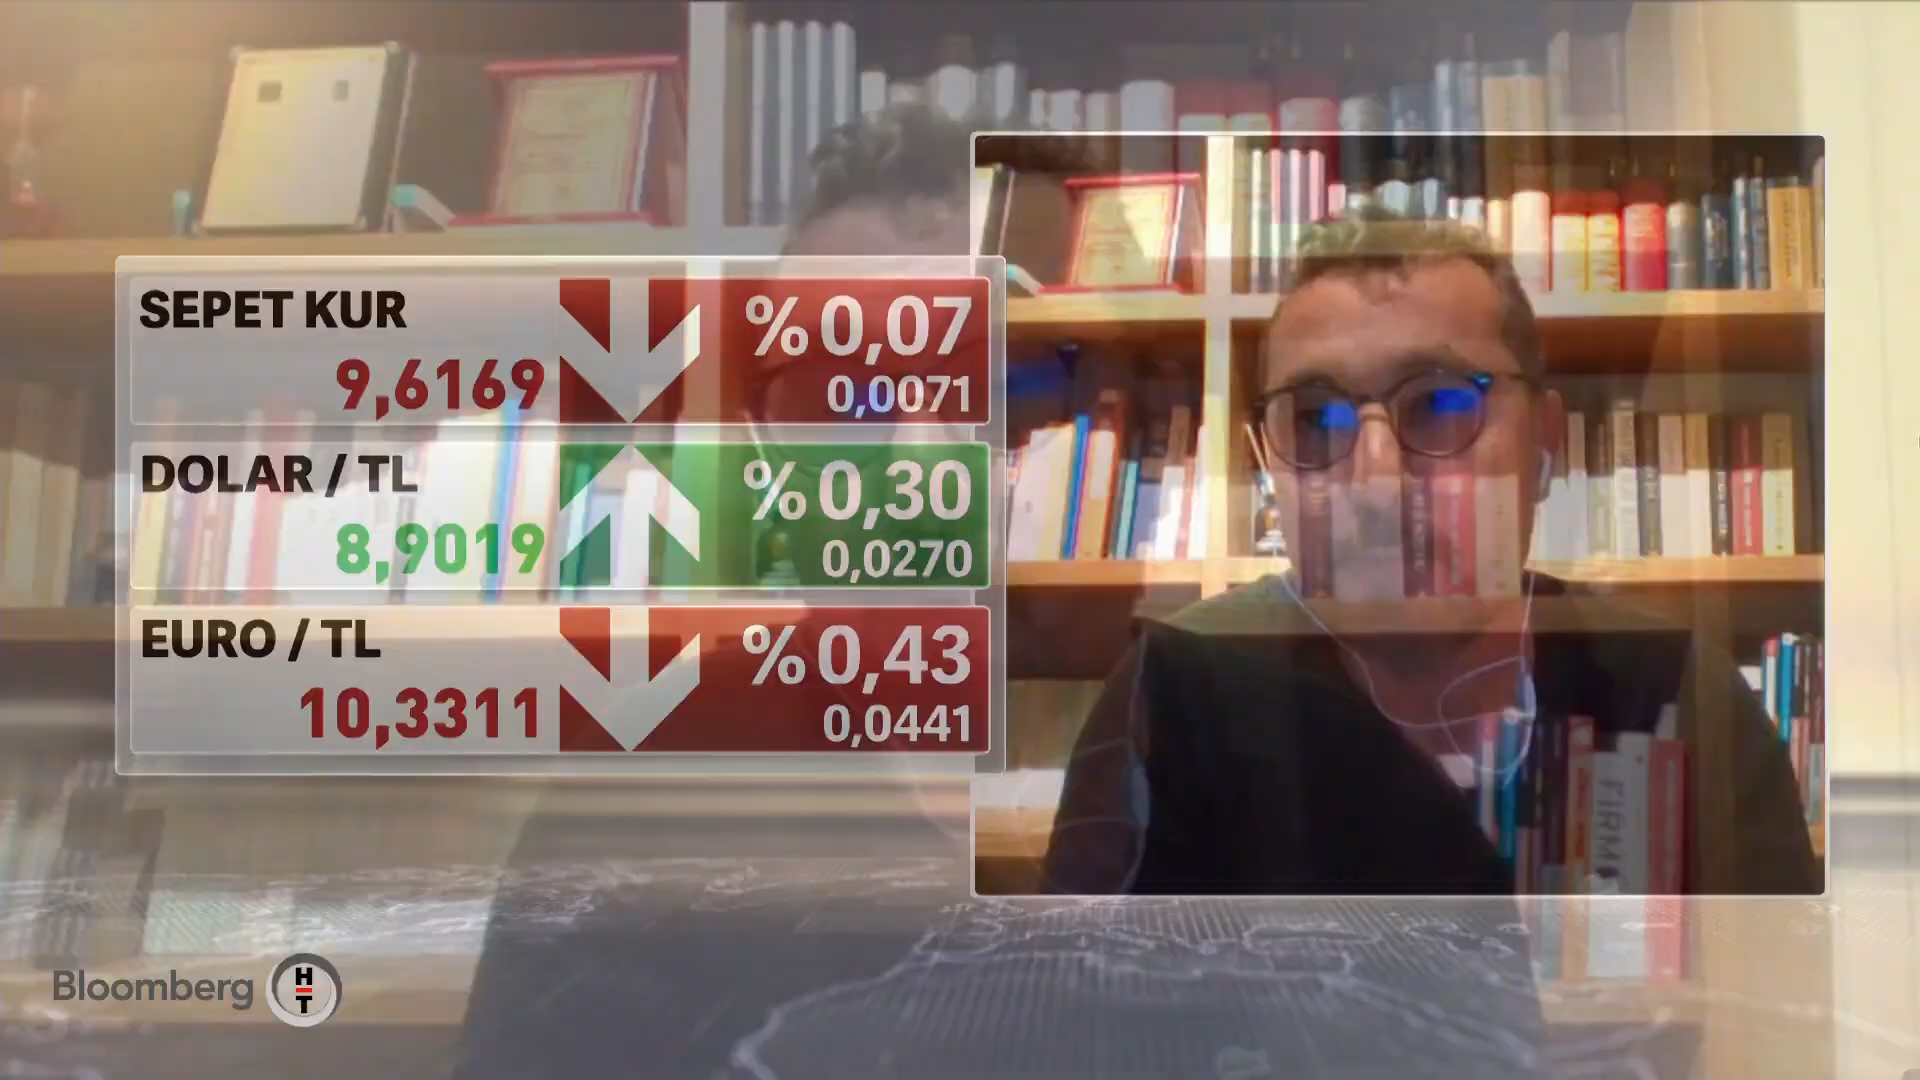 SEPET KUR
9,6169
%0,07
0,0071
DOLAR / TL
8,9019
%0,30
0,0270
EURO / TL
10,3311
%0,43
0,0441
FIRMA
Bloomberg HT